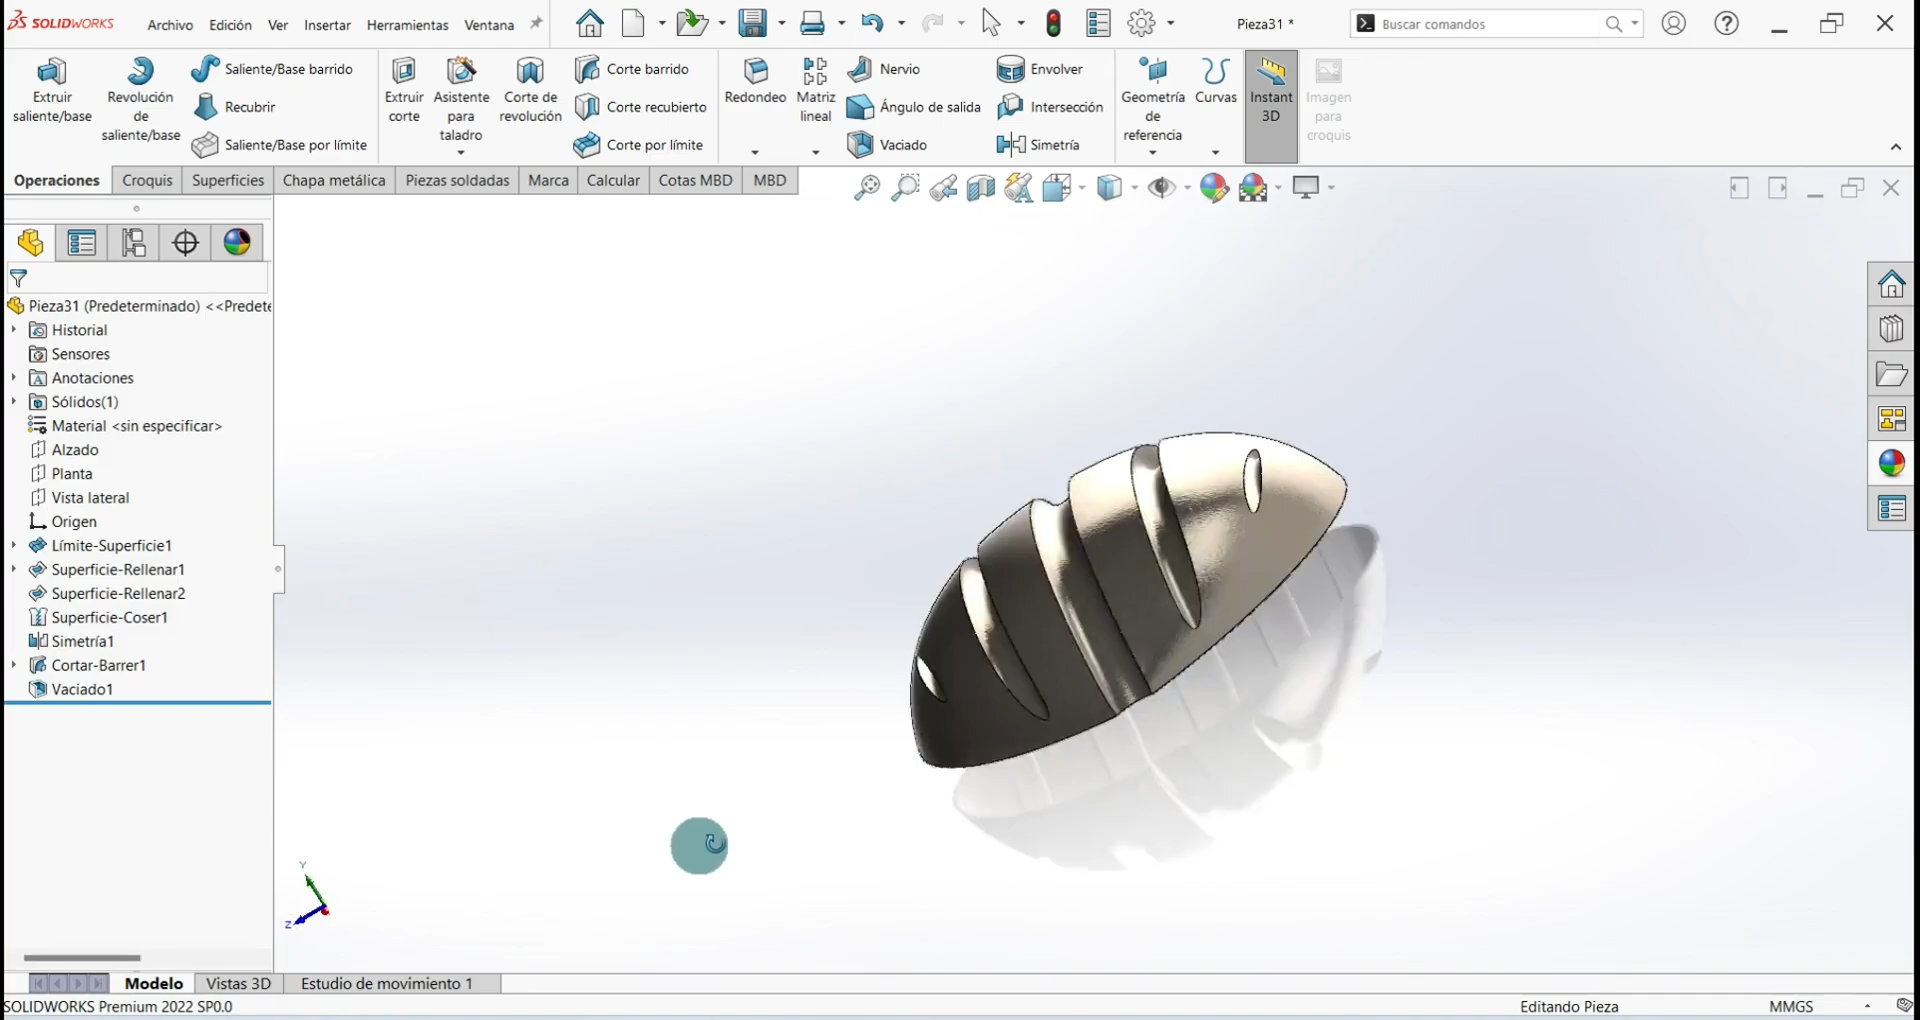 SOLIDWORKS
Archivo
Edición
Ver
Insertar
Herramientas
Ventana
Pieza31 *
Buscar comandos
Extruir
saliente/base
Revolución
de
saliente/base
Saliente/Base barrido
Recubrir
Saliente/Base por límite
Extruir
corte
Asistente
para
taladro
Corte de
revolución
Corte barrido
Corte recubierto
Corte por límite
Redondeo
Matriz
lineal
Nervio
Ángulo de salida
Vaciado
Envolver
Intersección
Simetría
Geometría
de
referencia
Curvas
Instant
3D
Imagen
para
croquis
Operaciones
Croquis
Superficies
Chapa metálica
Piezas soldadas
Marca
Calcular
Cotas MBD
MBD
Pieza31 (Predeterminado) <<Predete
Historial
Sensores
Anotaciones
Sólidos(1)
Material <sin especificar>
Alzado
Planta
Vista lateral
Origen
Límite-Superficie1
Superficie-Rellenar1
Superficie-Rellenar2
Superficie-Coser1
Simetría1
Cortar-Barrer1
Vaciado1
Y
Z
Modelo
Vistas 3D
Estudio de movimiento 1
SOLIDWORKS Premium 2022 SP0.0
Editando Pieza
MMGS